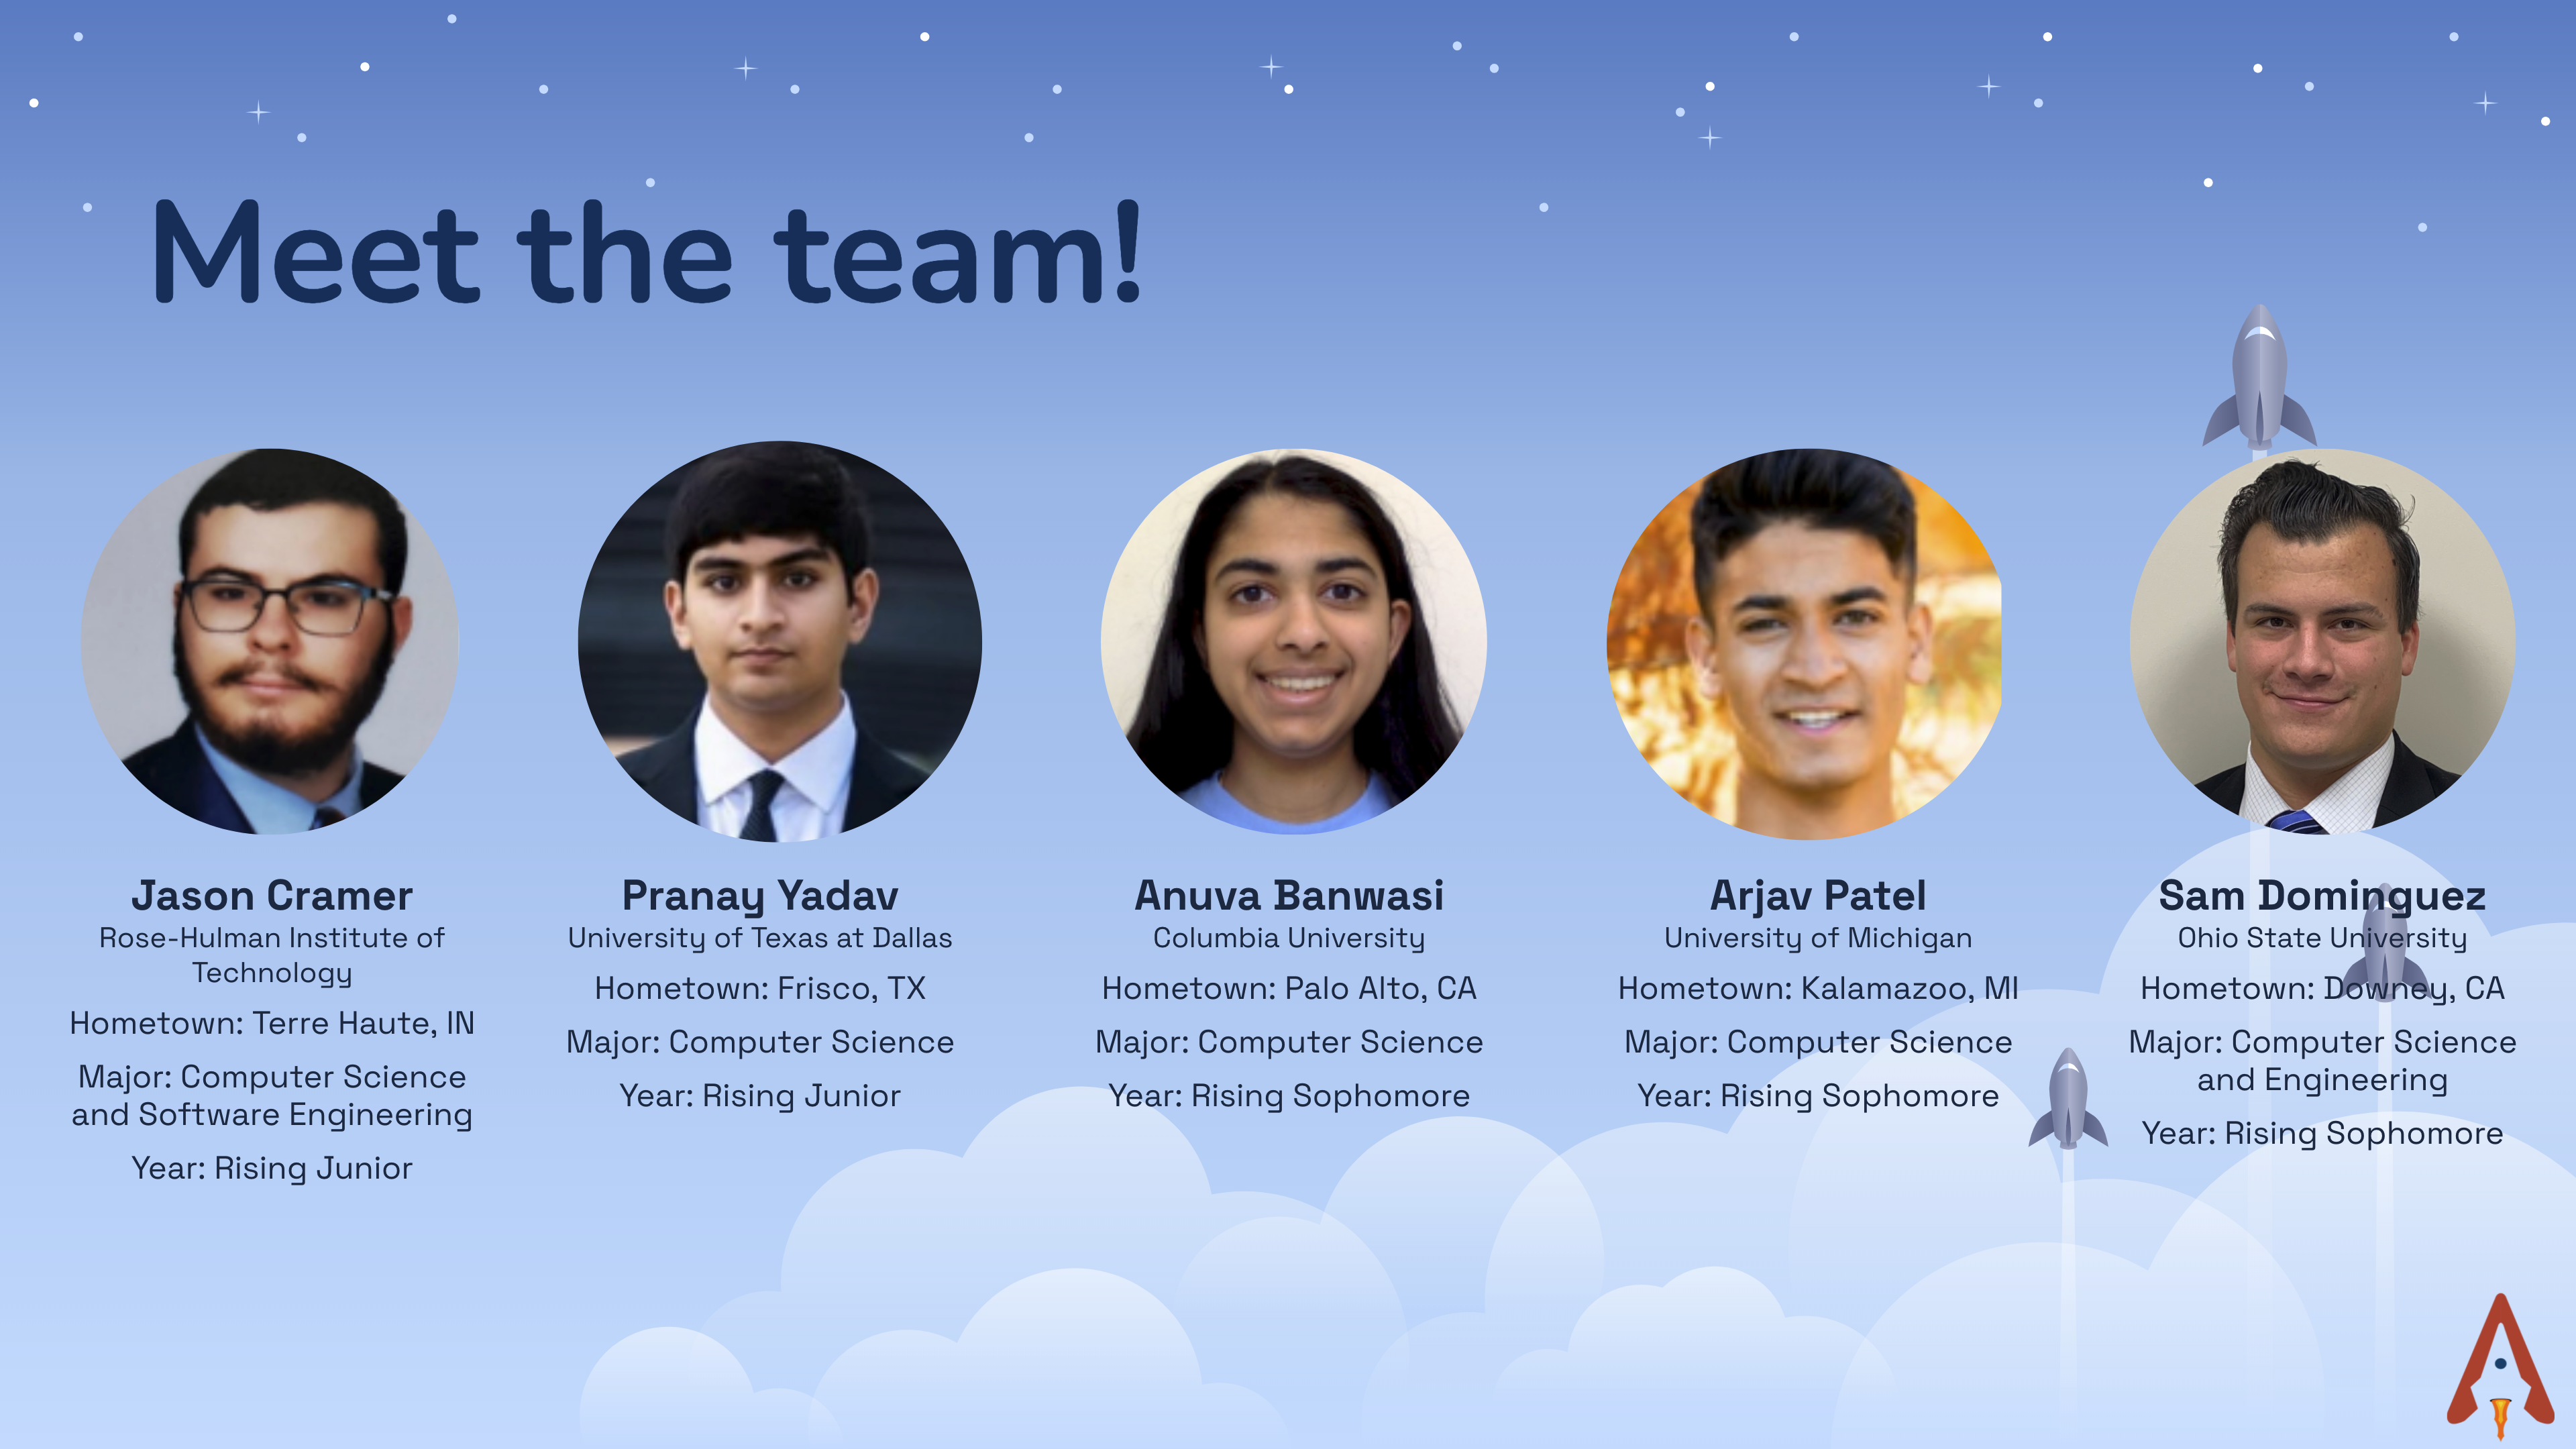 Meet the team!
Jason Cramer
Rose-Hulman Institute of
Technology
Hometown: Terre Haute, IN
Major: Computer Science
and Software Engineering
Year: Rising Junior
Pranay Yadav
University of Texas at Dallas
Hometown: Frisco, TX
Major: Computer Science
Year: Rising Junior
Anuva Banwasi
Columbia University
Hometown: Palo Alto, CA
Major: Computer Science
Year: Rising Sophomore
Arjav Patel
University of Michigan
Hometown: Kalamazoo, MI
Major: Computer Science
Year: Rising Sophomore
Sam Dominguez
Ohio State University
Hometown: Downey, CA
Major: Computer Science
and Engineering
Year: Rising Sophomore